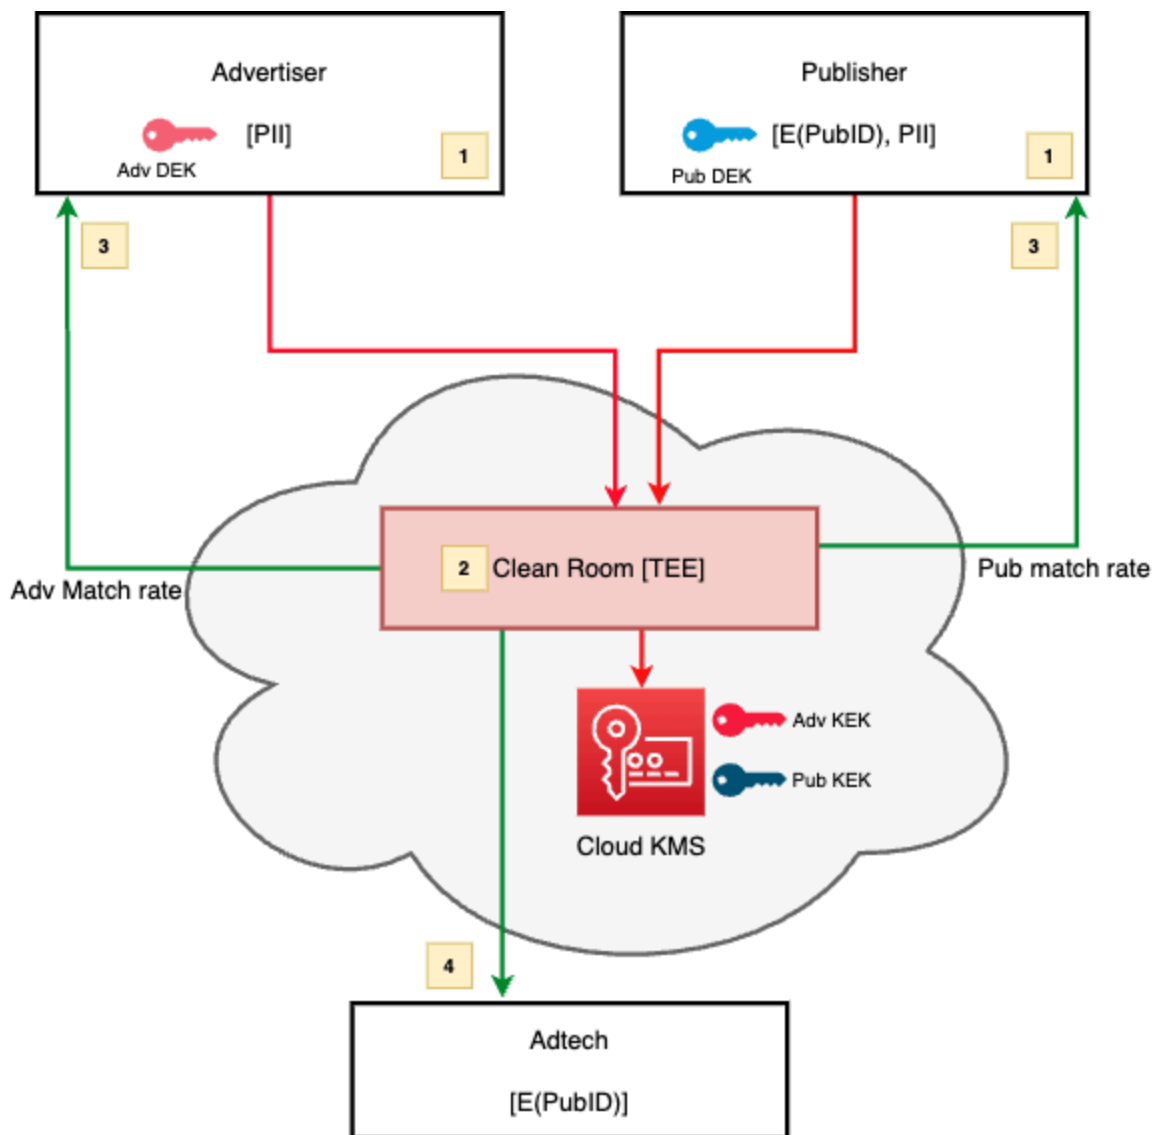 Advertiser
[PII]
Adv DEK
1
Publisher
[E(PubID), PII]
Pub DEK
1
3
3
Adv Match rate
2
Clean Room [TEE]
Pub match rate
Adv KEK
Pub KEK
Cloud KMS
4
Adtech
[E(PubID)]